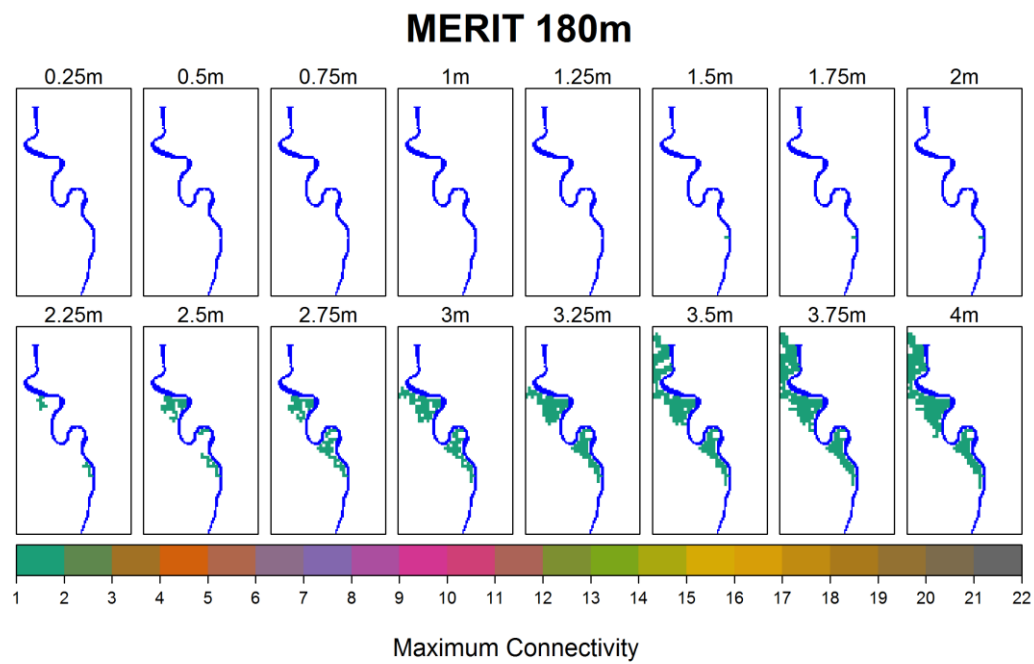 MERIT 180m
0.25m 0.5m 0.75m 1m 1.25m 1.5m 1.75m 2m
2.25m 2.5m 2.75m 3m 3.25m 3.5m 3.75m 4m
1 2 3 4 5 6 7 8 9 10 11 12 13 14 15 16 17 18 19 20 21 22
Maximum Connectivity